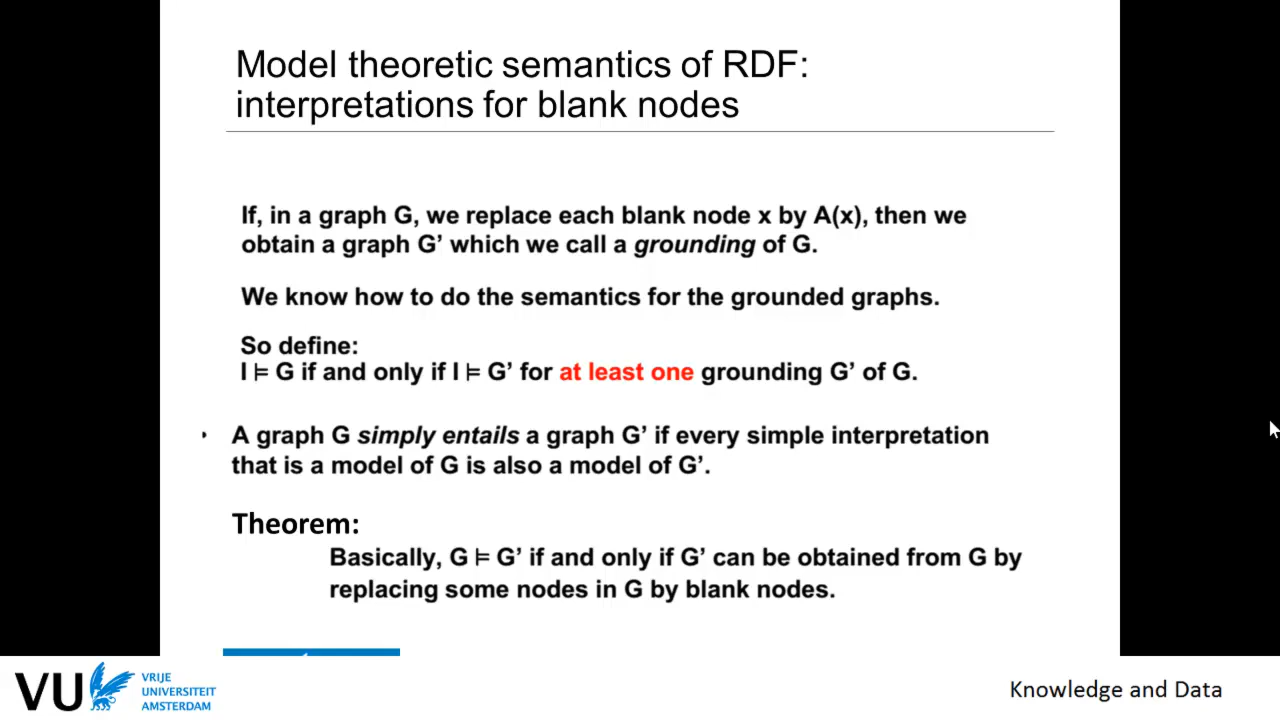 Model theoretic semantics of RDF:
interpretations for blank nodes
If, in a graph G, we replace each blank node x by A(x), then we
obtain a graph G’ which we call a grounding of G.
We know how to do the semantics for the grounded graphs.
So define:
I ⊨ G if and only if I ⊨ G’ for at least one grounding G’ of G.
A graph G simply entails a graph G’ if every simple interpretation
that is a model of G is also a model of G’.
Theorem:
Basically, G ⊨ G’ if and only if G’ can be obtained from G by
replacing some nodes in G by blank nodes.
VU
VRIJE
UNIVERSITEIT
AMSTERDAM
Knowledge and Data